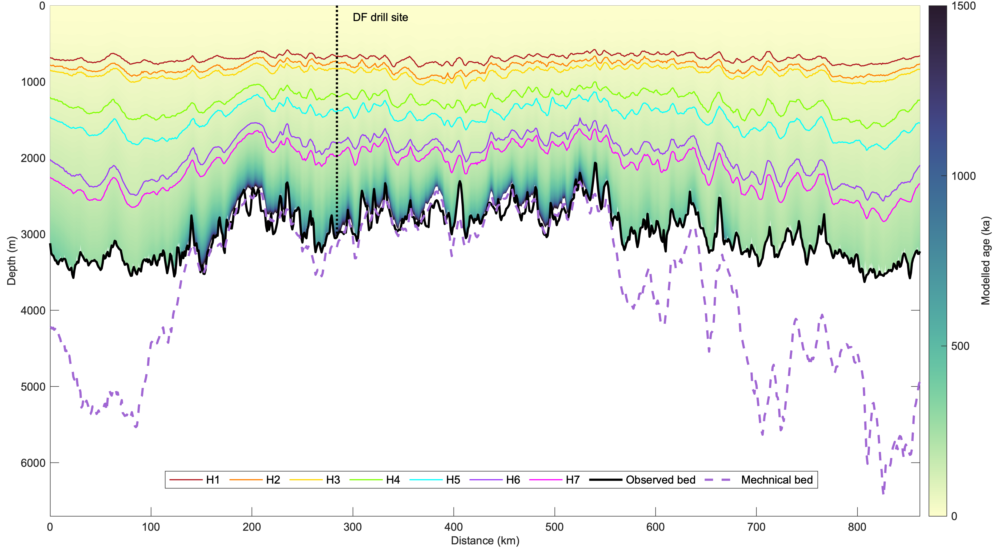 0
1000
2000
3000
4000
5000
6000
Depth (m)
DF drill site
H1 H2 H3 H4 H5 H6 H7 Observed bed Mechnical bed
0 100 200 300 400 500 600 700 800
Distance (km)
1500
1000
500
0
Modelled age (ka)